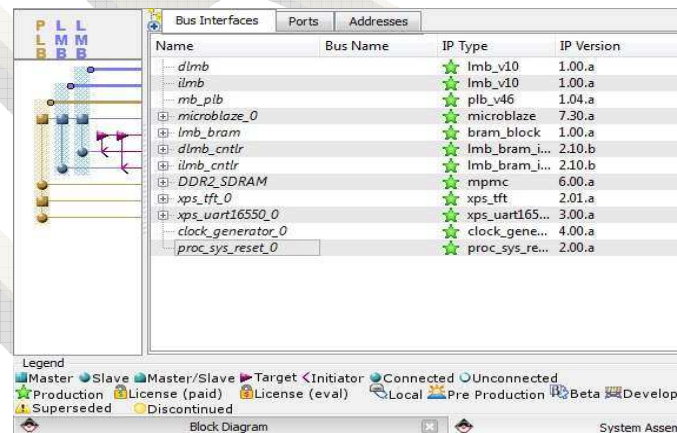 P L L
L M M
B B B
Bus Interfaces Ports Addresses
Name Bus Name IP Type IP Version
dlmb lmb_v10 1.00.a
ilmb lmb_v10 1.00.a
mb_plb plb_v46 1.04.a
microblaze_0 microblaze 7.30.a
lmb_bram bram_block 1.00.a
dlmb_cntlr lmb_bram_i... 2.10.b
ilmb_cntlr lmb_bram_i... 2.10.b
DDR2_SDRAM mpmc 6.00.a
xps_tft_0 xps_tft 2.01.a
xps_uart16550_0 xps_uart165... 3.00.a
clock_generator_0 clock_gene... 4.00.a
proc_sys_reset_0 proc_sys_re... 2.00.a
Legend
Master Slave Master/Slave Target Initiator Connected Unconnected
Production License (paid) License (eval) Local Pre Production Beta Develop
Superseded Discontinued
Block Diagram System Assem